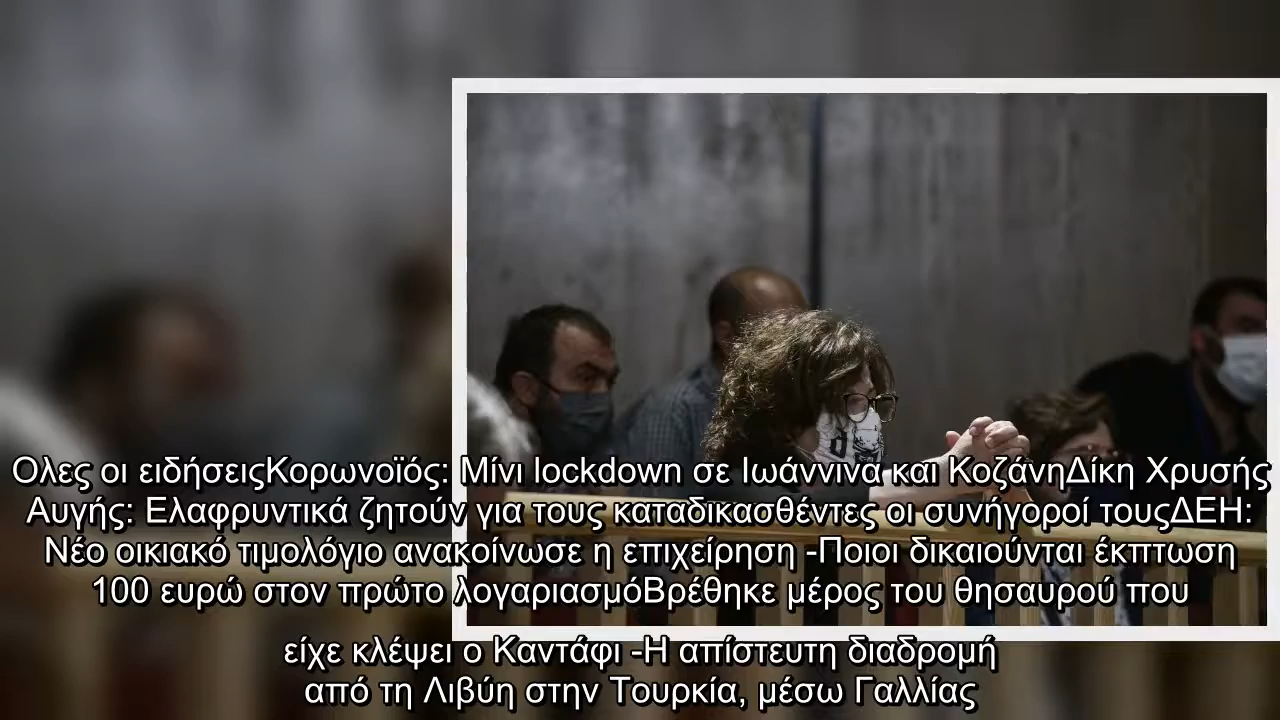 Ολες οι ειδήσειςΚορωνοϊός: Μίνι lockdown σε Ιωάννινα και ΚοζάνηΔίκη Χρυσής
Αυγής: Ελαφρυντικά ζητούν για τους καταδικασθέντες οι συνήγοροί τουςΔΕΗ:
Νέο οικιακό τιμολόγιο ανακοίνωσε η επιχείρηση -Ποιοι δικαιούνται έκπτωση
100 ευρώ στον πρώτο λογαριασμόΒρέθηκε μέρος του θησαυρού που
είχε κλέψει ο Καντάφι -Η απίστευτη διαδρομή
από τη Λιβύη στην Τουρκία, μέσω Γαλλίας